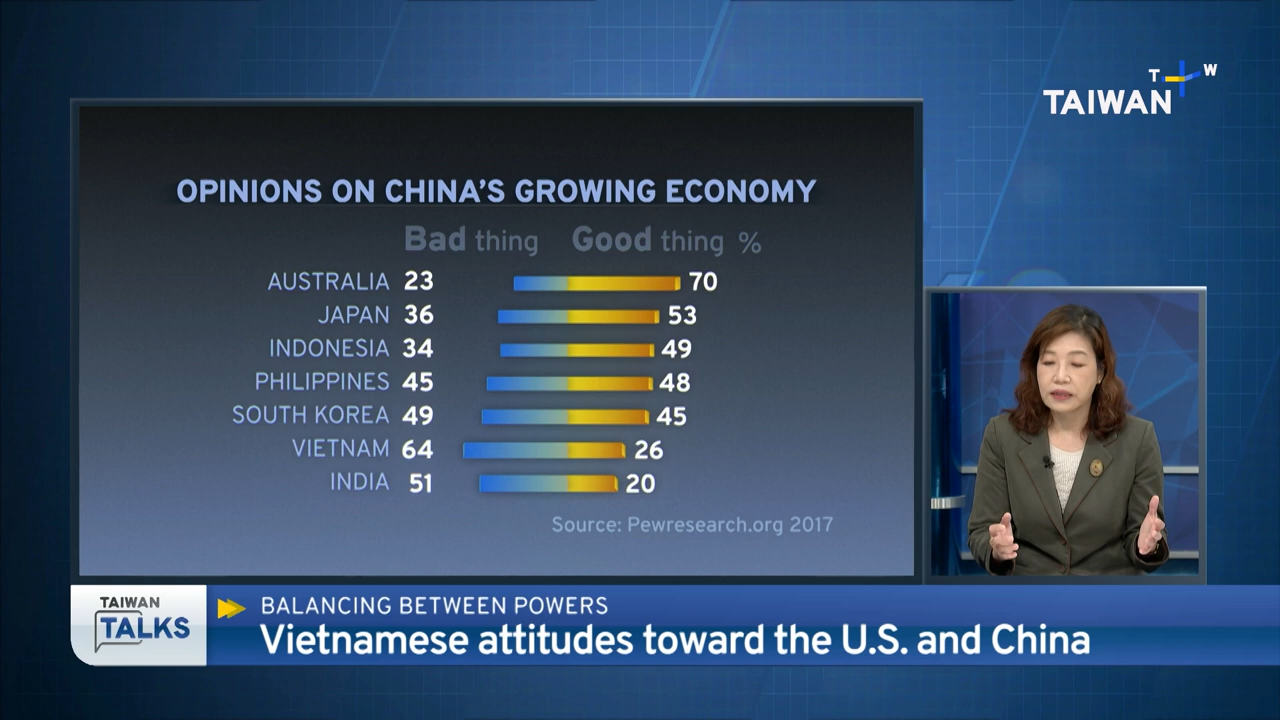 T W
TAIWAN
OPINIONS ON CHINA'S GROWING ECONOMY
Bad thing Good thing %
AUSTRALIA 23 70
JAPAN 36 53
INDONESIA 34 49
PHILIPPINES 45 48
SOUTH KOREA 49 45
VIETNAM 64 26
INDIA 51 20
Source: Pewresearch.org 2017
TAIWAN
TALKS
BALANCING BETWEEN POWERS
Vietnamese attitudes toward the U.S. and China